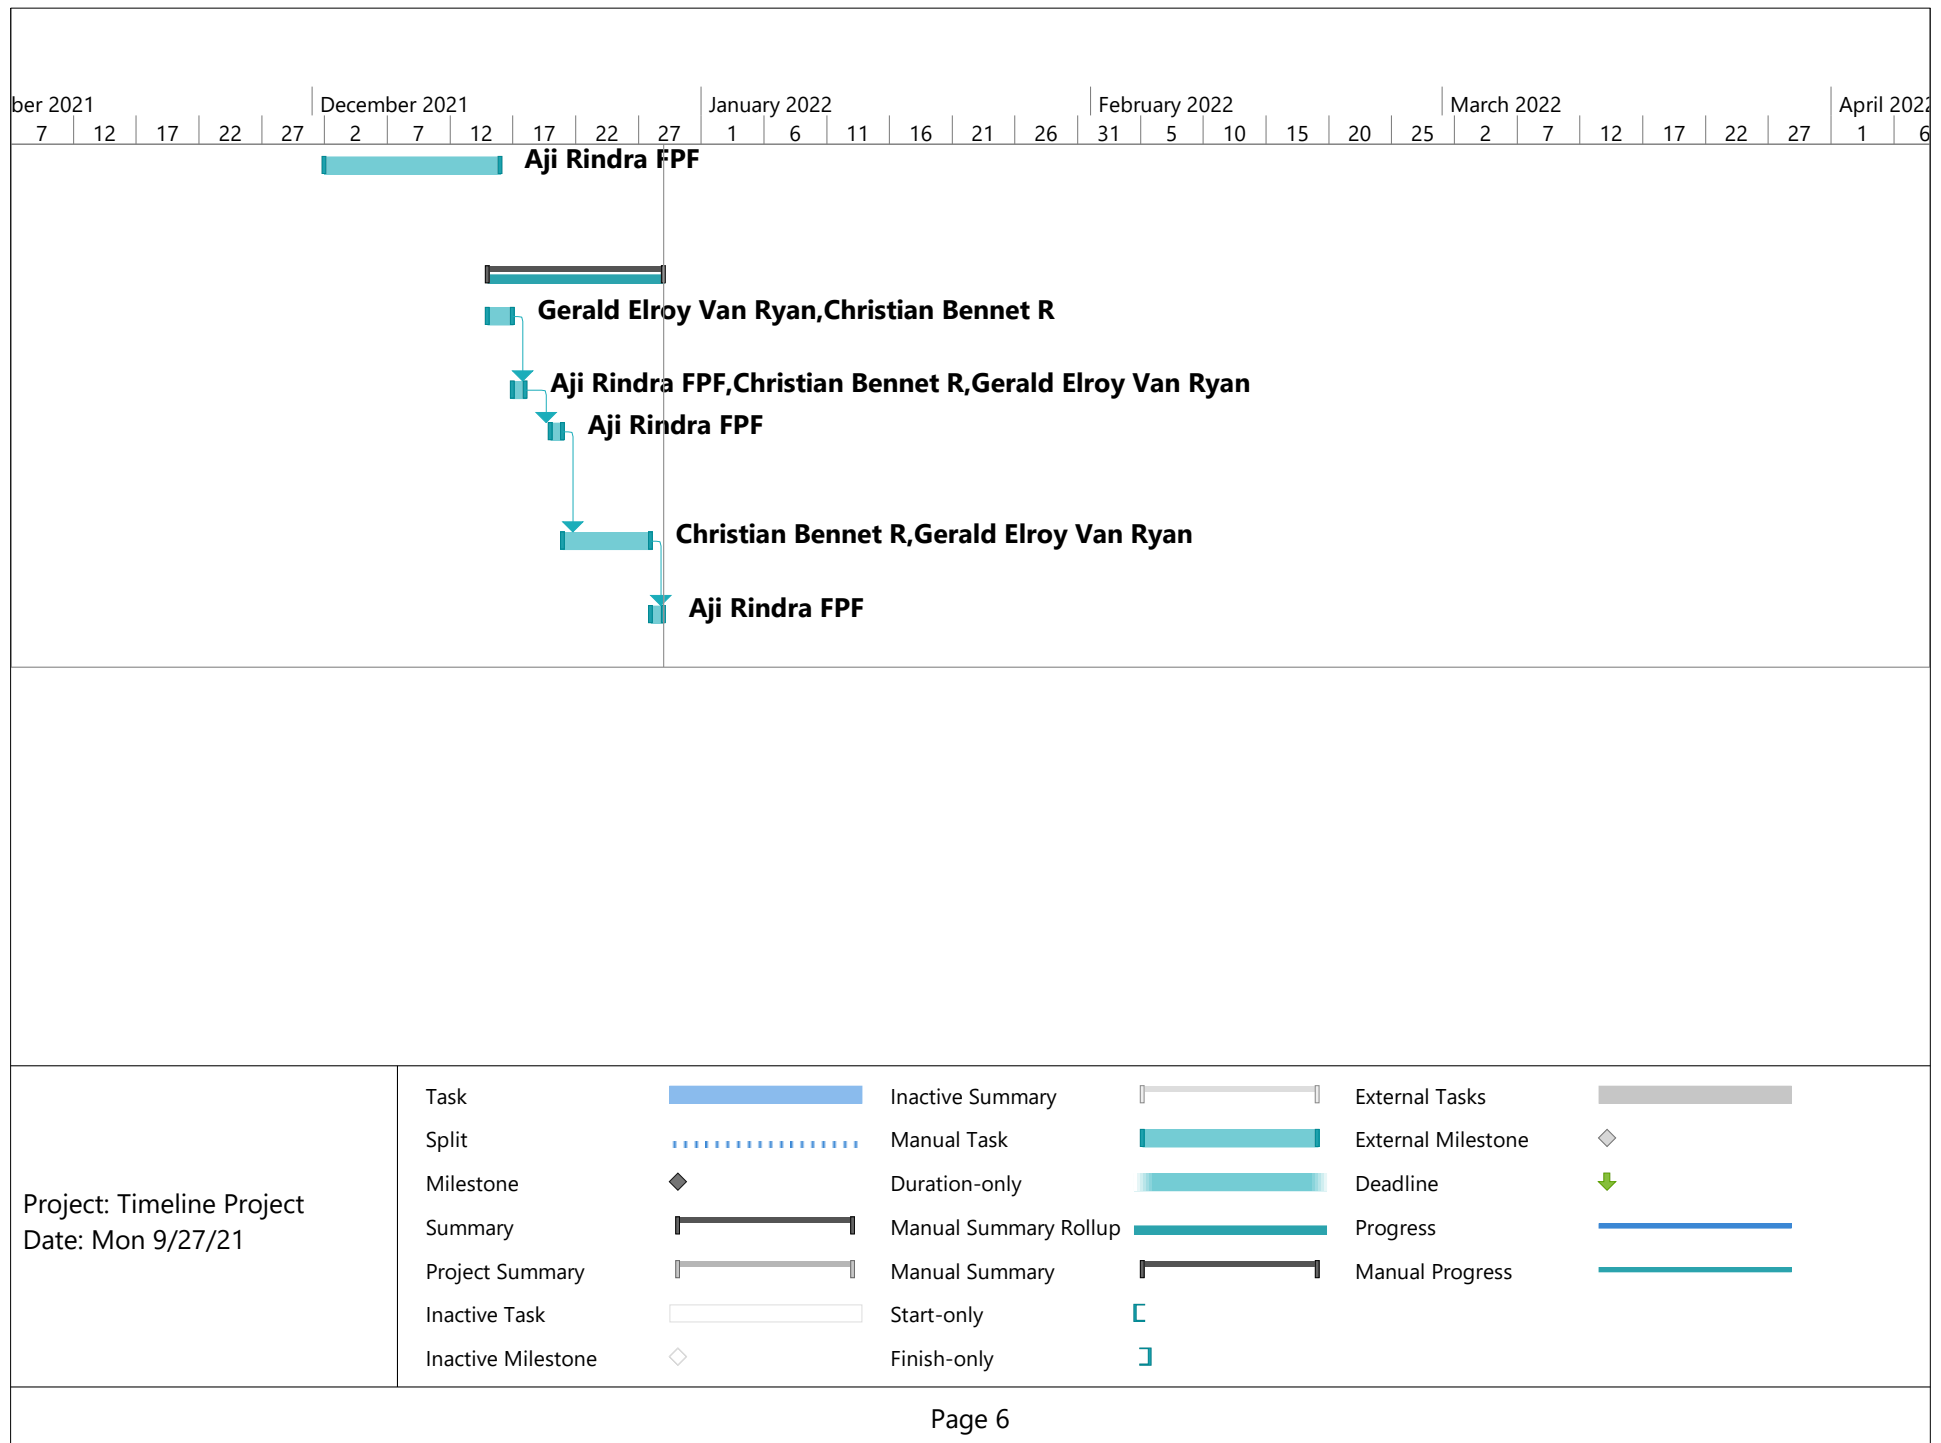 ber 2021 December 2021 January 2022 February 2022 March 2022 April 2022
7 12 17 22 27 2 7 12 17 22 27 1 6 11 16 21 26 31 5 10 15 20 25 2 7 12 17 22 27 1 6
Aji Rindra FPF
Gerald Elroy Van Ryan,Christian Bennet R
Aji Rindra FPF,Christian Bennet R,Gerald Elroy Van Ryan
Aji Rindra FPF
Christian Bennet R,Gerald Elroy Van Ryan
Aji Rindra FPF
Project: Timeline Project
Date: Mon 9/27/21
Task
Split
Milestone
Summary
Project Summary
Inactive Task
Inactive Milestone
Inactive Summary
Manual Task
Duration-only
Manual Summary Rollup
Manual Summary
Start-only
Finish-only
External Tasks
External Milestone
Deadline
Progress
Manual Progress
Page 6